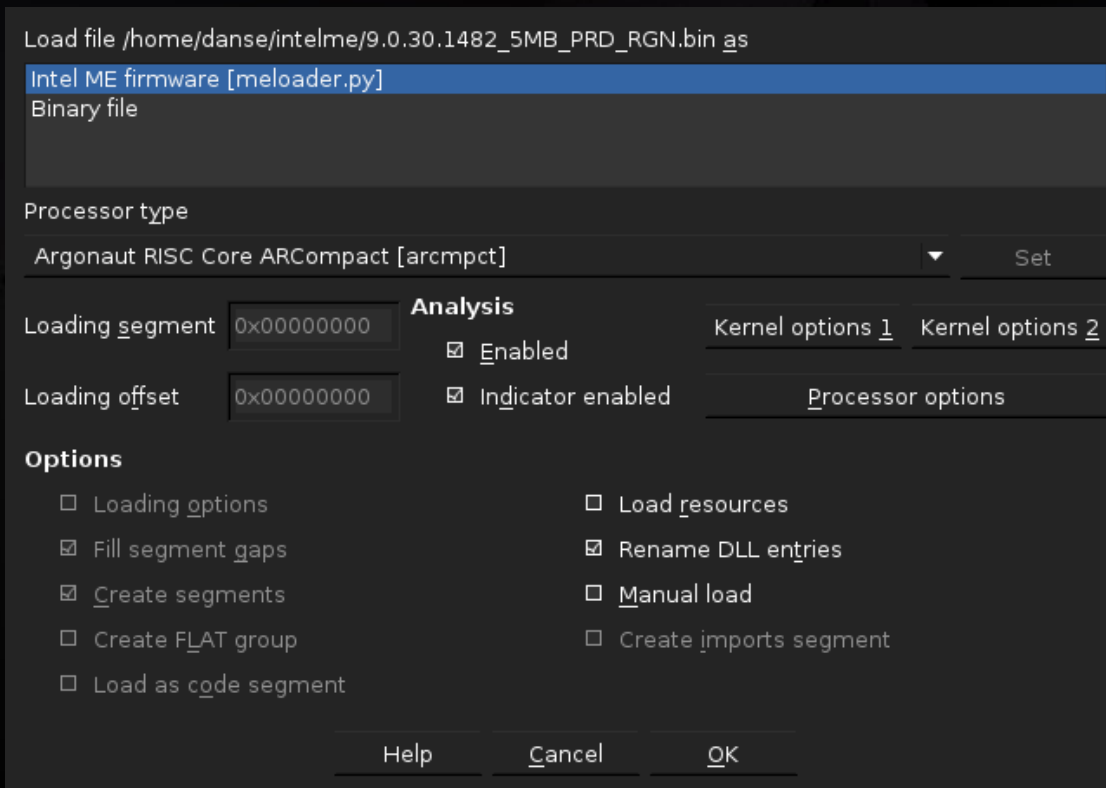 Load file /home/danse/intelme/9.0.30.1482_5MB_PRD_RGN.bin as
Intel ME firmware [meloader.py]
Binary file
Processor type
Argonaut RISC Core ARCompact [arcmpct]
Set
Loading segment 0x00000000
Loading offset 0x00000000
Analysis
Enabled
Indicator enabled
Kernel options 1 Kernel options 2
Processor options
Options
Loading options
Fill segment gaps
Create segments
Create FLAT group
Load as code segment
Load resources
Rename DLL entries
Manual load
Create imports segment
Help Cancel OK